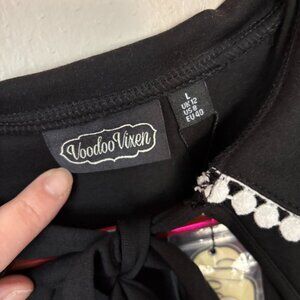 Voodoo Vixen
L
UK 12
US 8
EU 40